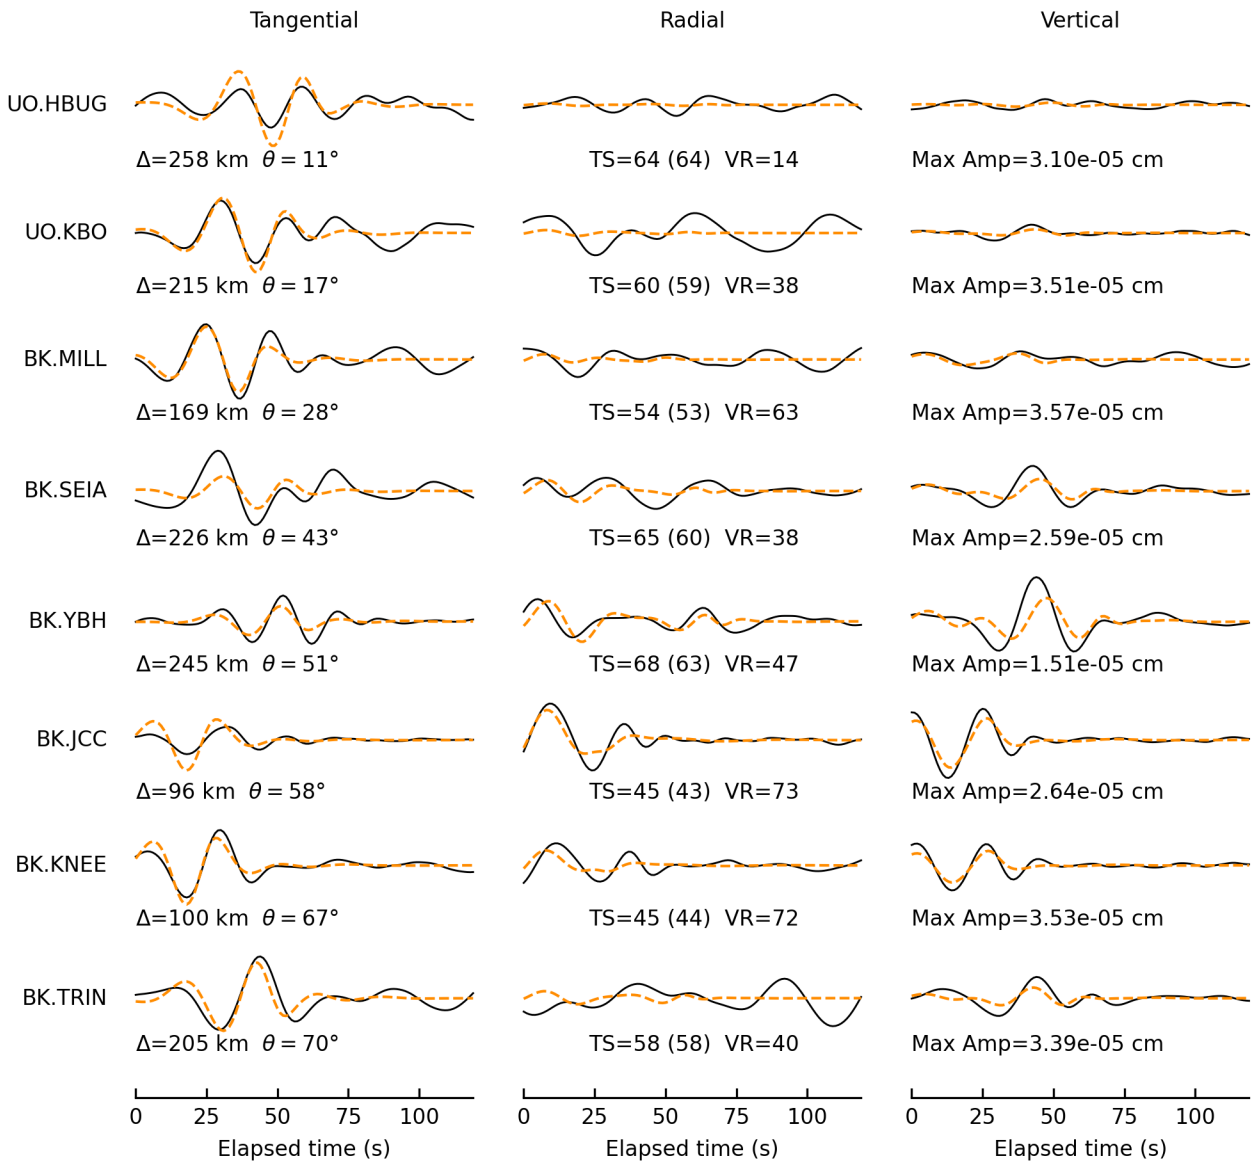 Tangential Radial Vertical
UO.HBUG
Δ=258 km θ = 11° TS=64 (64) VR=14 Max Amp=3.10e-05 cm
UO.KBO
Δ=215 km θ = 17° TS=60 (59) VR=38 Max Amp=3.51e-05 cm
BK.MILL
Δ=169 km θ = 28° TS=54 (53) VR=63 Max Amp=3.57e-05 cm
BK.SEIA
Δ=226 km θ = 43° TS=65 (60) VR=38 Max Amp=2.59e-05 cm
BK.YBH
Δ=245 km θ = 51° TS=68 (63) VR=47 Max Amp=1.51e-05 cm
BK.JCC
Δ=96 km θ = 58° TS=45 (43) VR=73 Max Amp=2.64e-05 cm
BK.KNEE
Δ=100 km θ = 67° TS=45 (44) VR=72 Max Amp=3.53e-05 cm
BK.TRIN
Δ=205 km θ = 70° TS=58 (58) VR=40 Max Amp=3.39e-05 cm
0 25 50 75 100 0 25 50 75 100 0 25 50 75 100
Elapsed time (s) Elapsed time (s) Elapsed time (s)